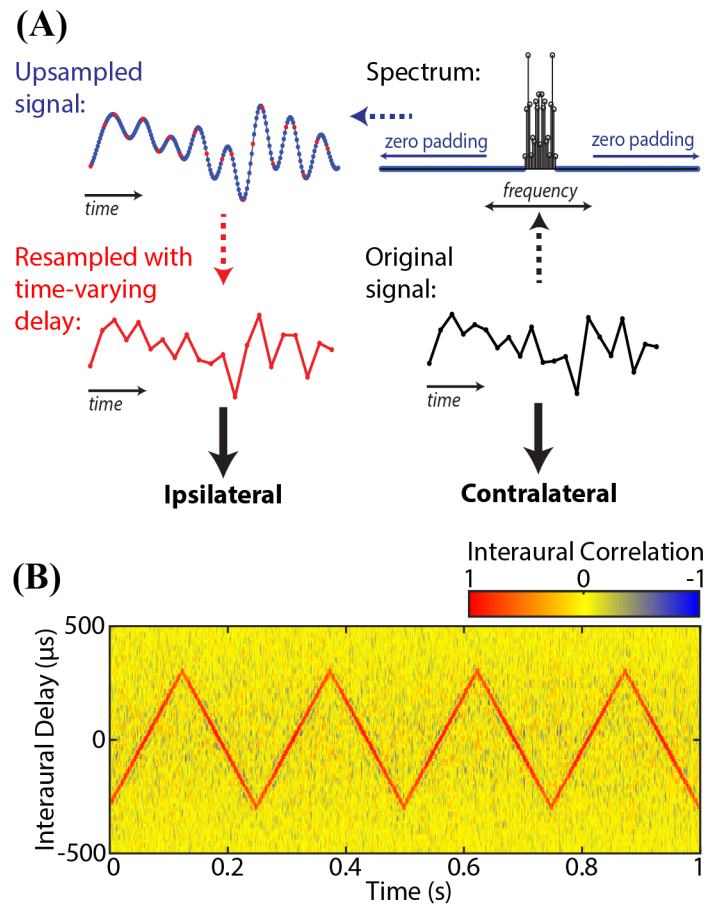 (A)
Upsampled
signal:
Spectrum:
zero padding
zero padding
time
frequency
Resampled with
time-varying
delay:
Original
signal:
time
time
Ipsilateral
Contralateral
(B)
Interaural Correlation
1 0 -1
500
0
-500
Interaural Delay (µs)
0 0.2 0.4 0.6 0.8 1
Time (s)